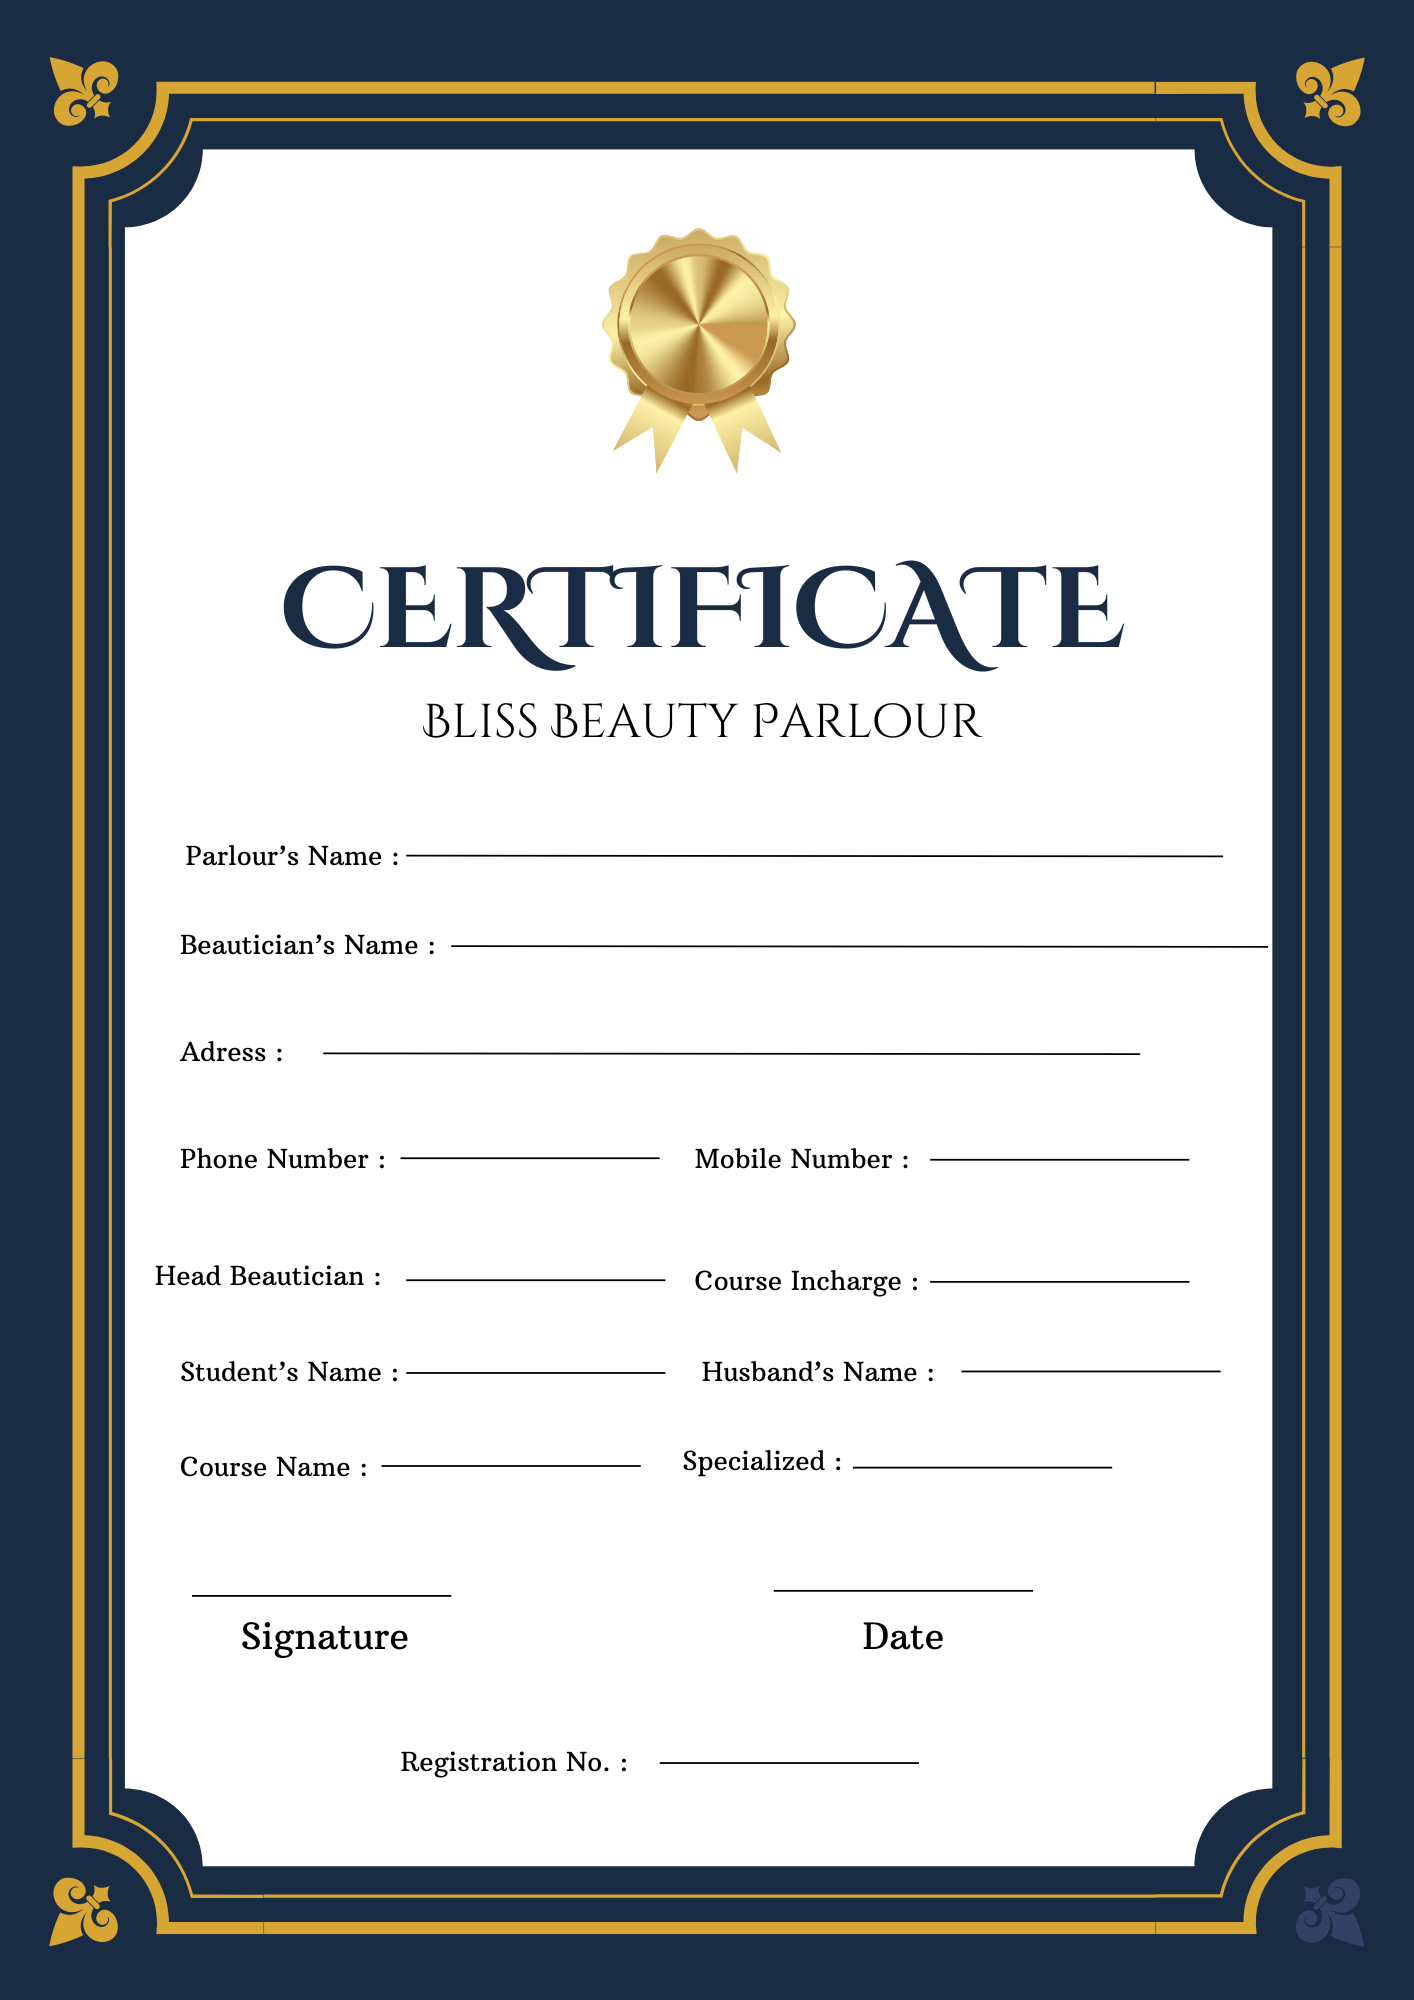 CERTIFICATE
BLISS BEAUTY PARLOUR
Parlour's Name :
Beautician's Name :
Adress :
Phone Number : Mobile Number :
Head Beautician : Course Incharge :
Student's Name : Husband's Name :
Course Name : Specialized :
Signature Date
Registration No. :